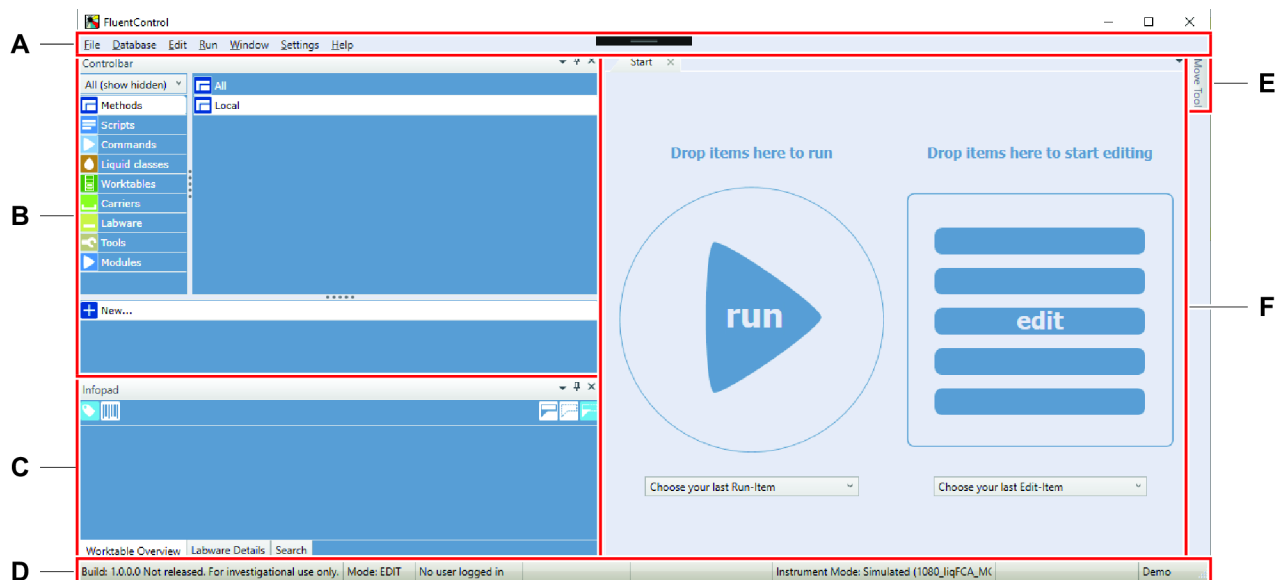 FluentControl
A
File Database Edit Run Window Settings Help
Controlbar
Start
Move Tool
E
All (show hidden)
All
Methods
Local
Scripts
Commands
Liquid classes
Worktables
Carriers
Labware
Tools
Modules
B
New...
Drop items here to run
Drop items here to start editing
run
edit
F
Infopad
C
Choose your last Run-Item
Choose your last Edit-Item
Worktable Overview Labware Details Search
D
Build: 1.0.0.0 Not released. For investigational use only. Mode: EDIT No user logged in Instrument Mode: Simulated (1080_liqFCA_M( Demo